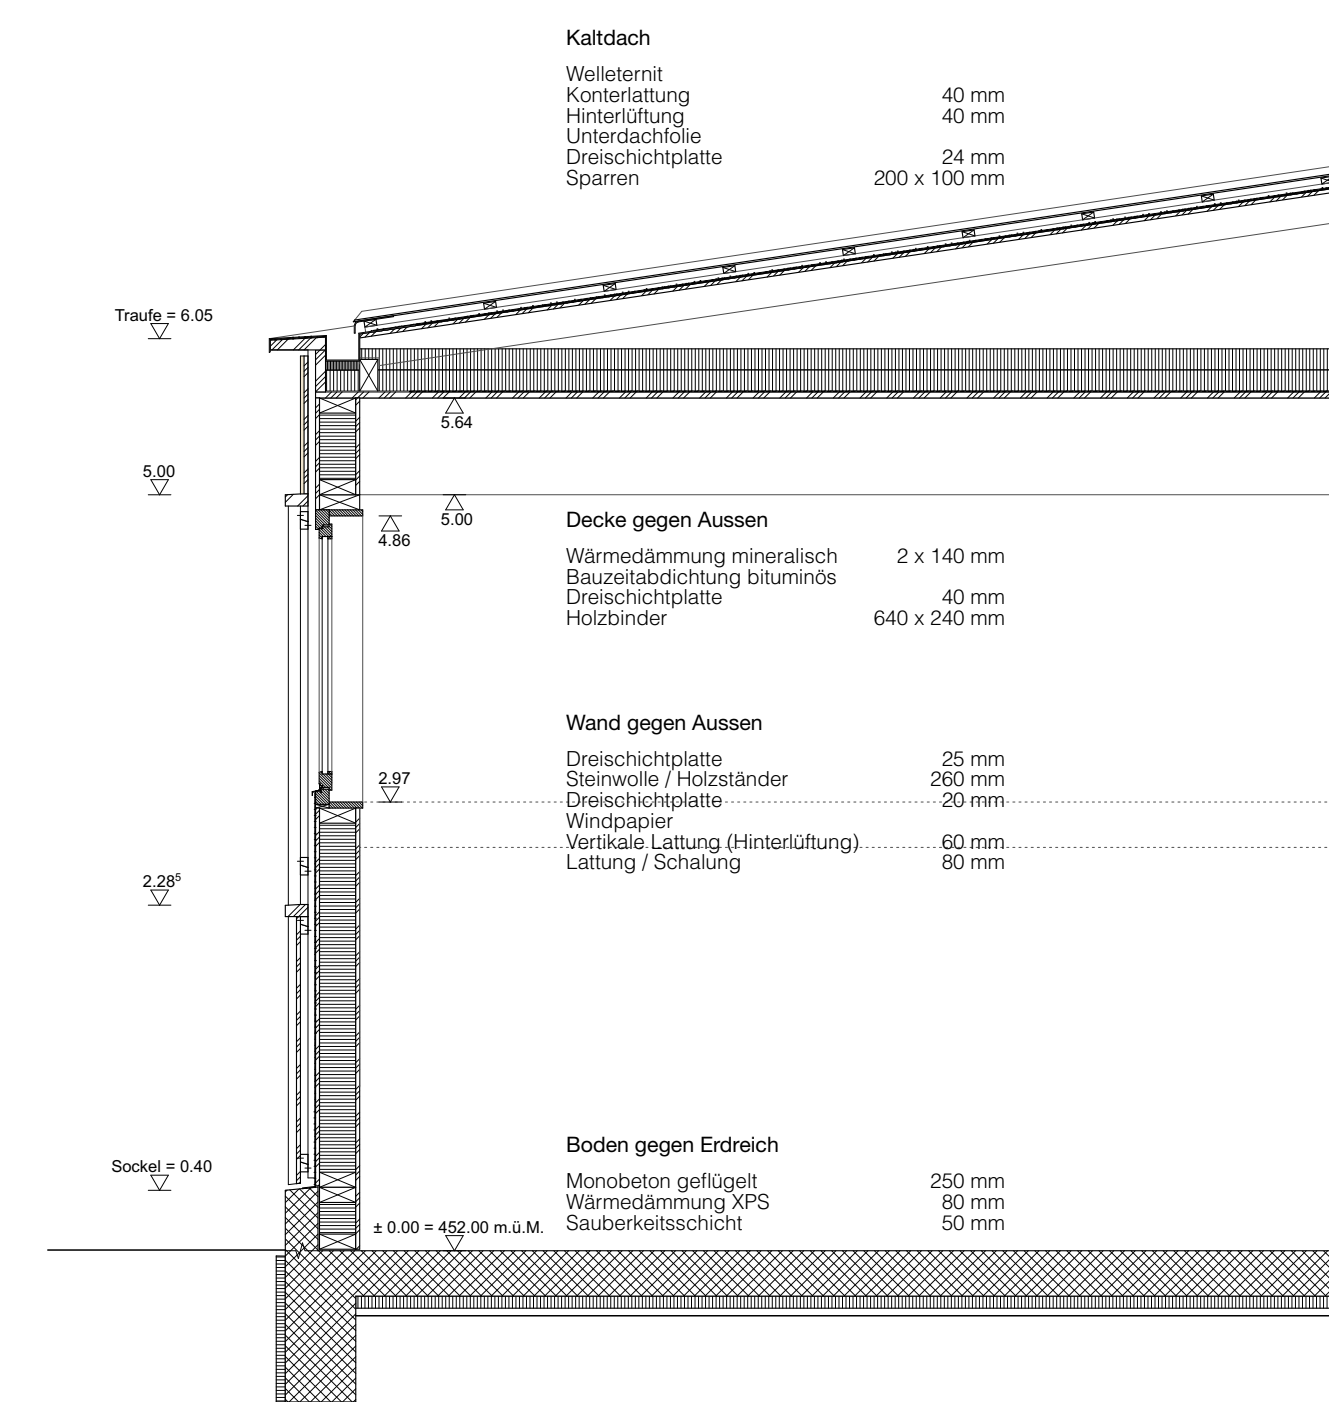 Kaltdach
Welleternit
Konterlattung 40 mm
Hinterlüftung 40 mm
Unterdachfolie
Dreischichtplatte 24 mm
Sparren 200 x 100 mm
Traufe = 6.05
5.64
5.00
5.00
4.86
Decke gegen Aussen
Wärmedämmung mineralisch 2 x 140 mm
Bauzeitabdichtung bituminös
Dreischichtplatte 40 mm
Holzbinder 640 x 240 mm
Wand gegen Aussen
Dreischichtplatte 25 mm
Steinwolle / Holzständer 260 mm
2.97
Dreischichtplatte 20 mm
Windpapier
Vertikale Lattung (Hinterlüftung) 60 mm
Lattung / Schalung 80 mm
2.28⁵
Boden gegen Erdreich
Sockel = 0.40
Monobeton geflügelt 250 mm
Wärmedämmung XPS 80 mm
Sauberkeitsschicht 50 mm
± 0.00 = 452.00 m.ü.M.